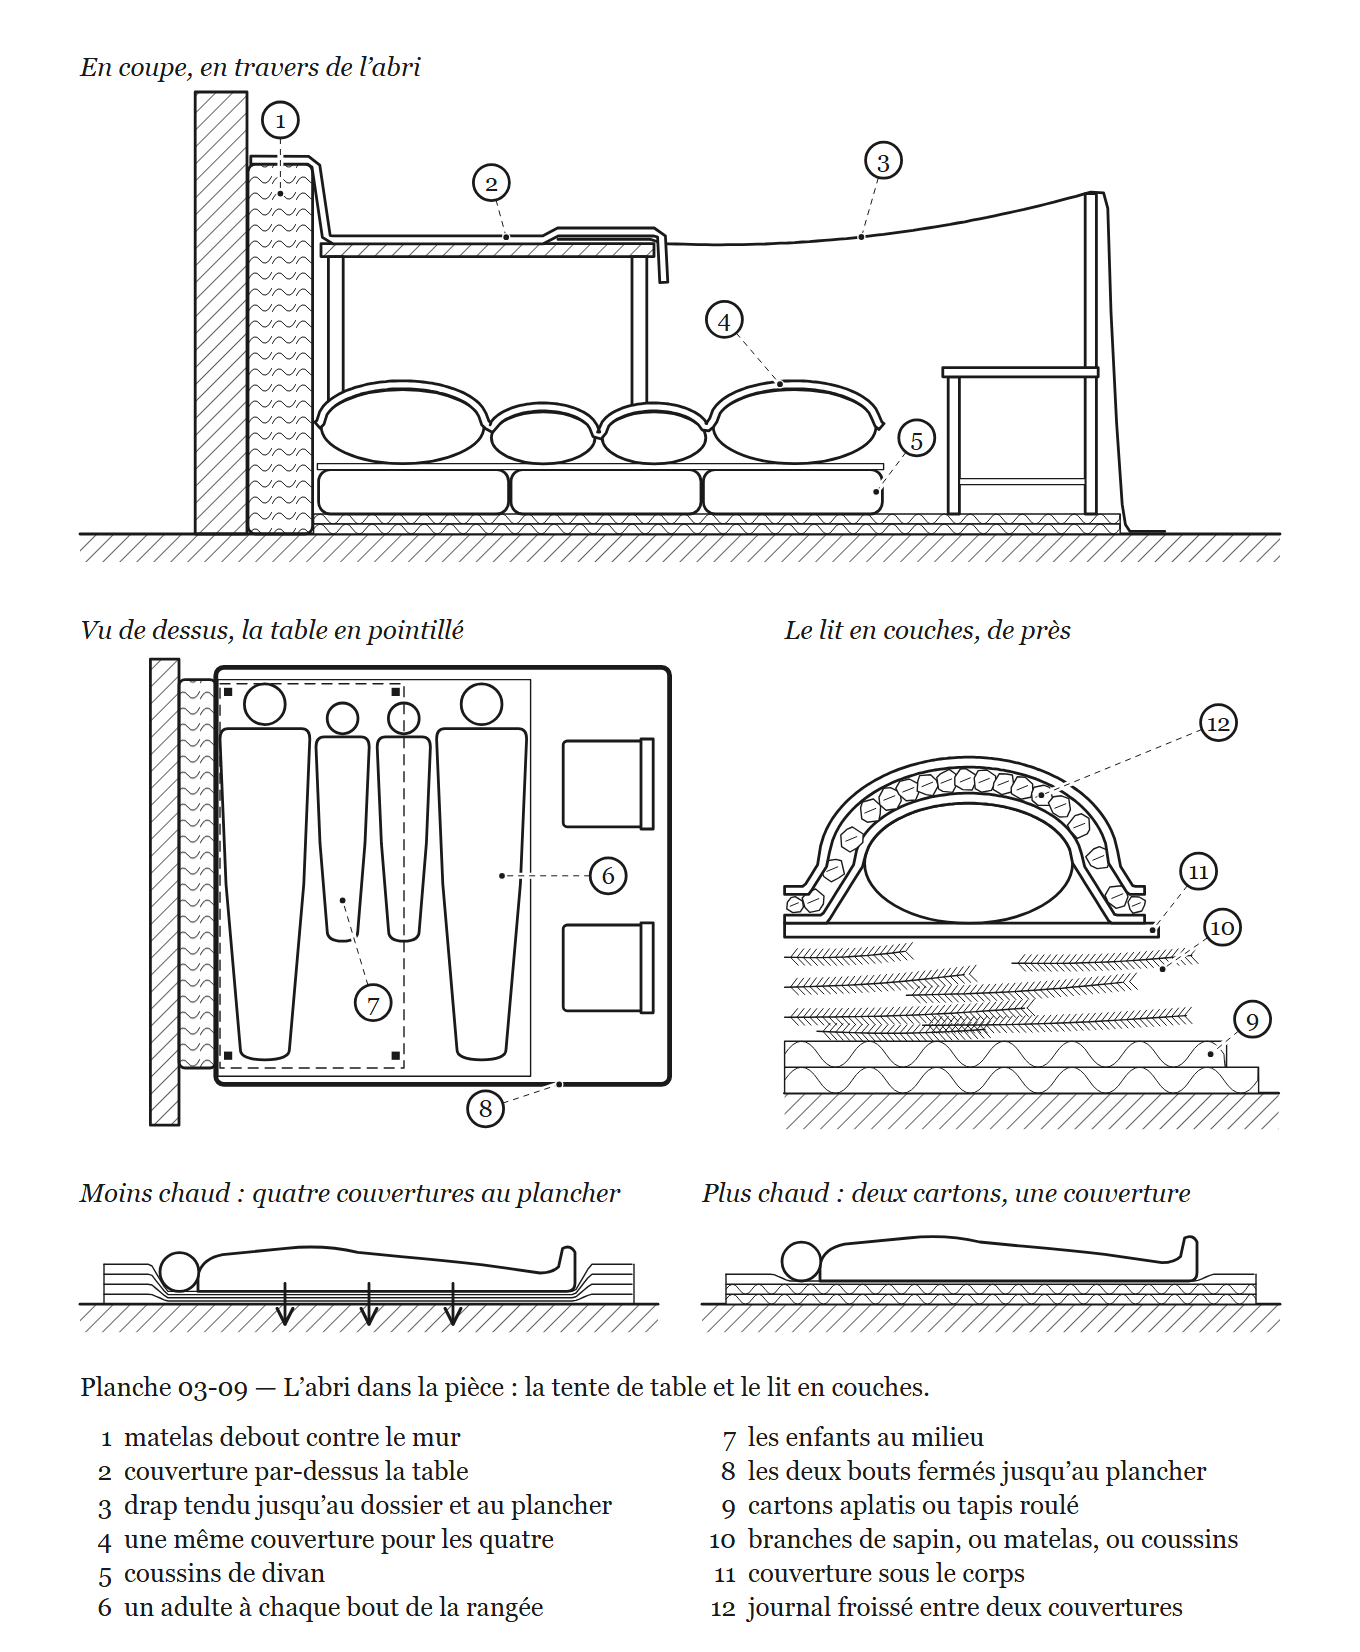 En coupe, en travers de l’abri
1
2
3
4
5
Vu de dessus, la table en pointillé
Le lit en couches, de près
6
7
8
12
11
10
9
Moins chaud : quatre couvertures au plancher
Plus chaud : deux cartons, une couverture
Planche 03-09 — L’abri dans la pièce : la tente de table et le lit en couches.
1 matelas debout contre le mur
2 couverture par-dessus la table
3 drap tendu jusqu’au dossier et au plancher
4 une même couverture pour les quatre
5 coussins de divan
6 un adulte à chaque bout de la rangée
7 les enfants au milieu
8 les deux bouts fermés jusqu’au plancher
9 cartons aplatis ou tapis roulé
10 branches de sapin, ou matelas, ou coussins
11 couverture sous le corps
12 journal froissé entre deux couvertures